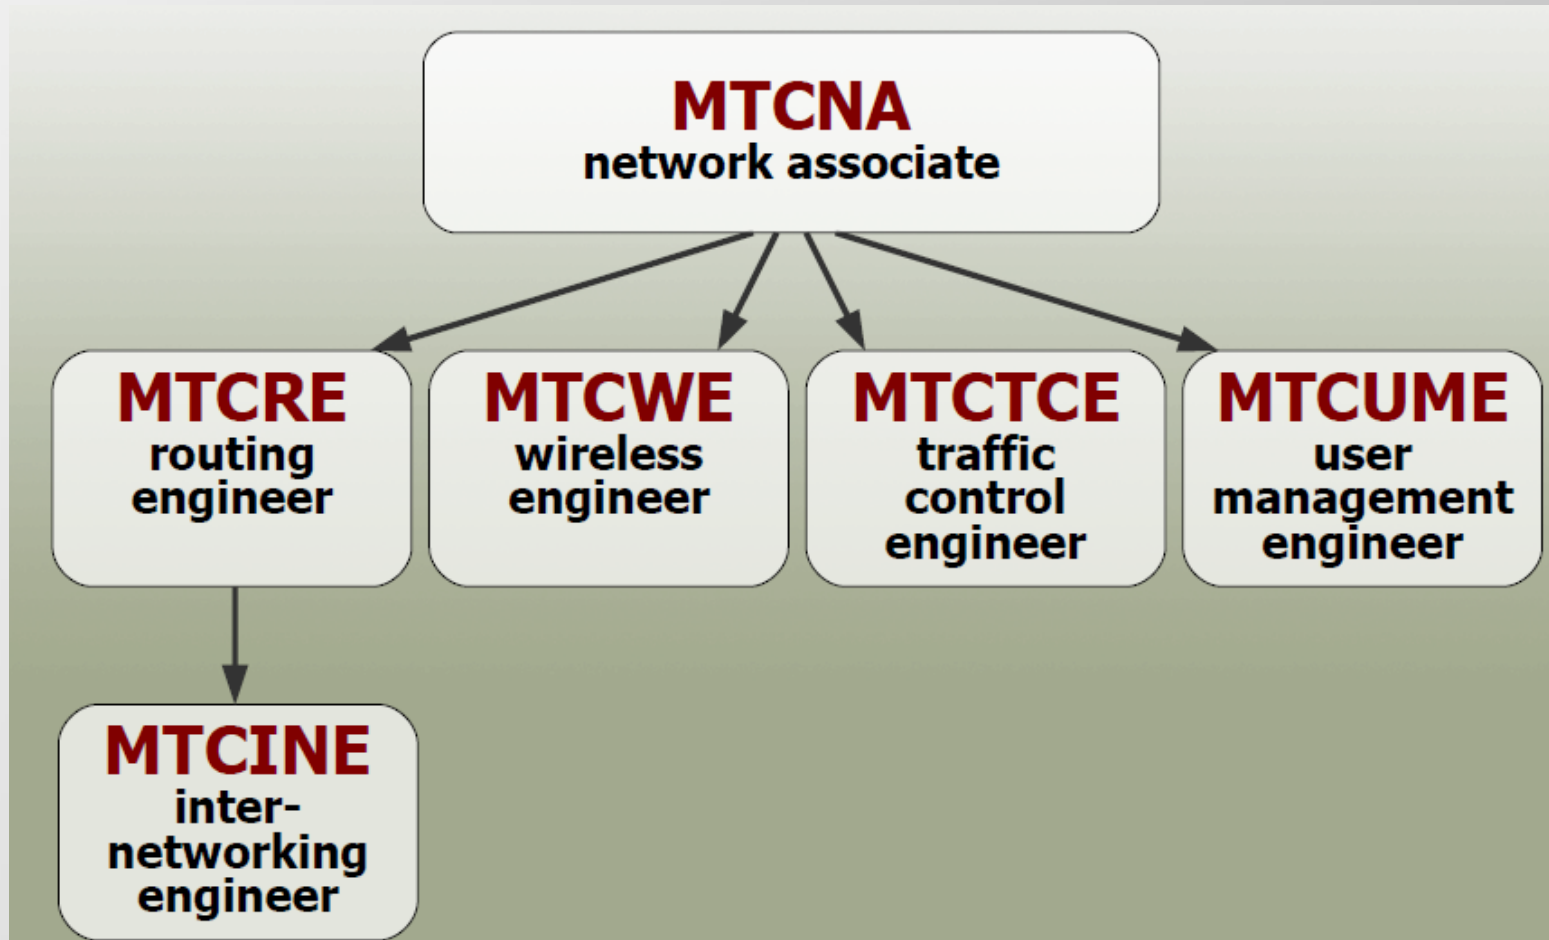 MTCNA
network associate
MTCRE
routing
engineer
MTCWE
wireless
engineer
MTCTCE
traffic
control
engineer
MTCUME
user
management
engineer
MTCINE
inter-
networking
engineer